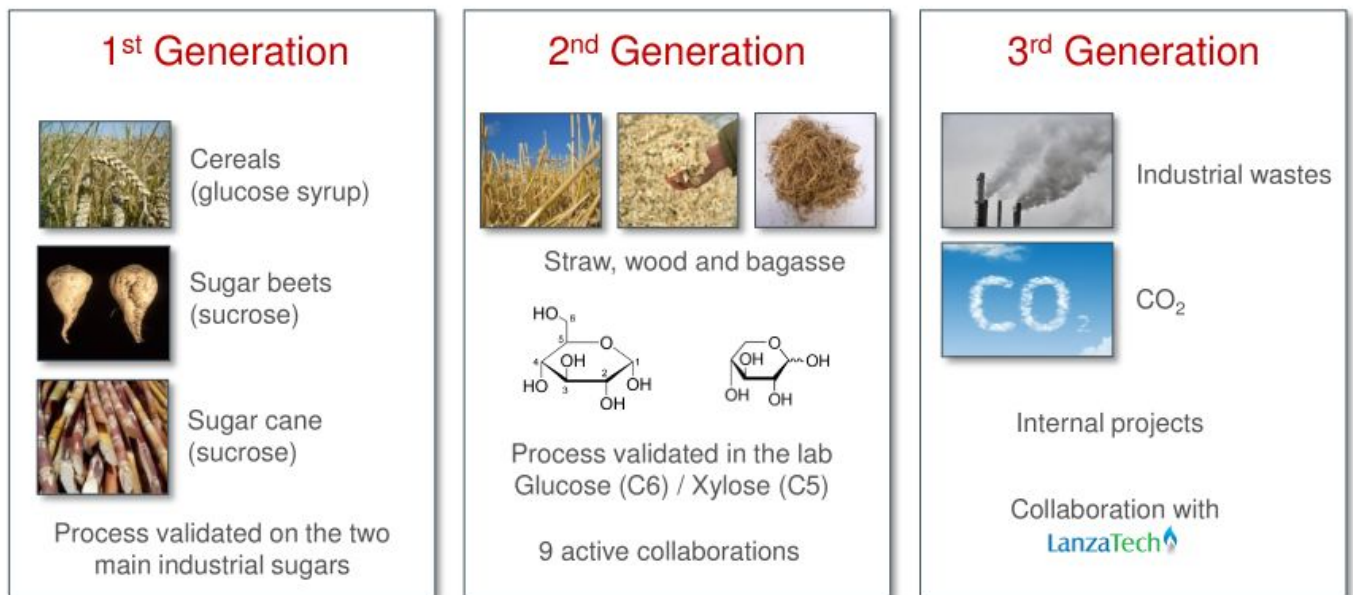 1st Generation
Cereals
(glucose syrup)
Sugar beets
(sucrose)
Sugar cane
(sucrose)
Process validated on the two
main industrial sugars
2nd Generation
Straw, wood and bagasse
HO
6
5
O
4
OH
1
HO
3
2
OH
OH
O
OH
OH
OH
OH
Process validated in the lab
Glucose (C6) / Xylose (C5)
9 active collaborations
3rd Generation
Industrial wastes
CO2
CO2
Internal projects
Collaboration with
LanzaTech